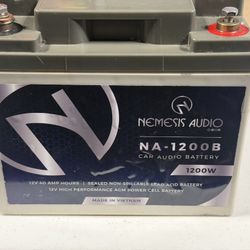 NEMESIS AUDIO
NA-1200B
CAR AUDIO BATTERY
1200W
12V 40 AMP HOURS | SEALED NON-SPILLABLE LEAD ACID BATTERY
12V HIGH PERFORMANCE AGM POWER CELL BATTERY
MADE IN VIETNAM